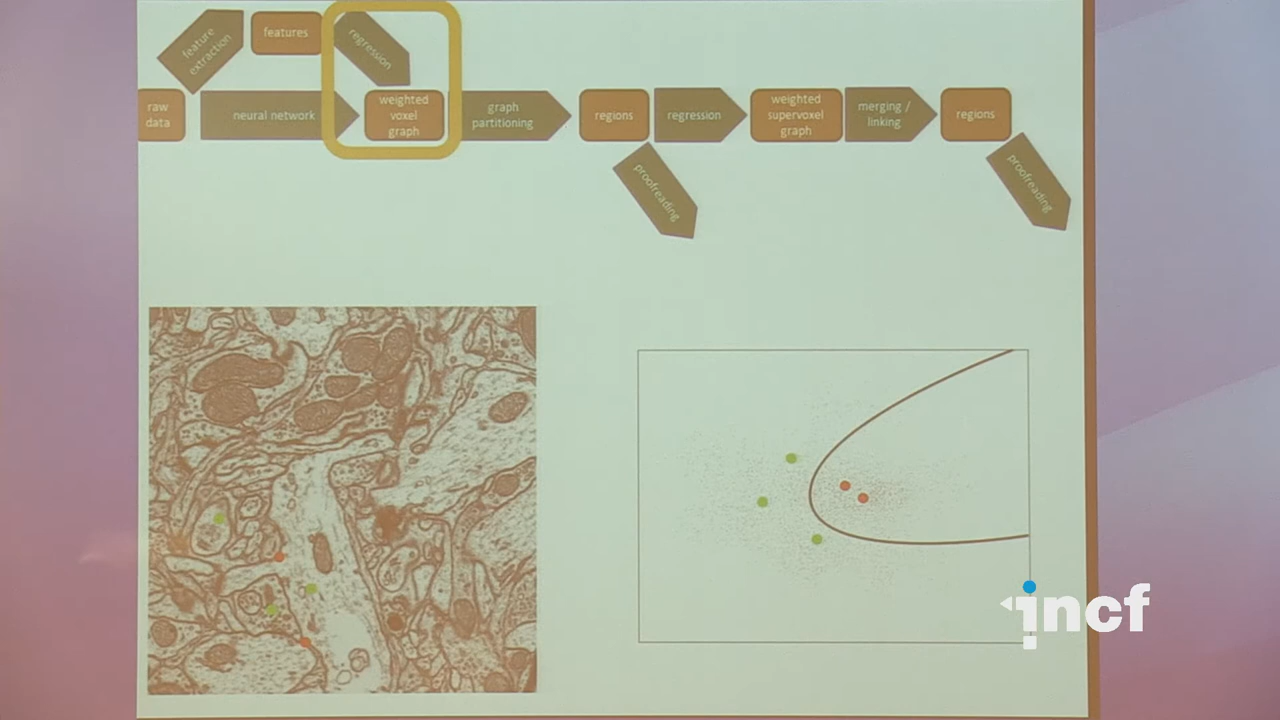 feature
extraction
features
regression
raw
data
neural network
weighted
voxel
graph
graph
partitioning
regions
regression
weighted
supervoxel
graph
merging /
linking
regions
proofreading
proofreading
incf